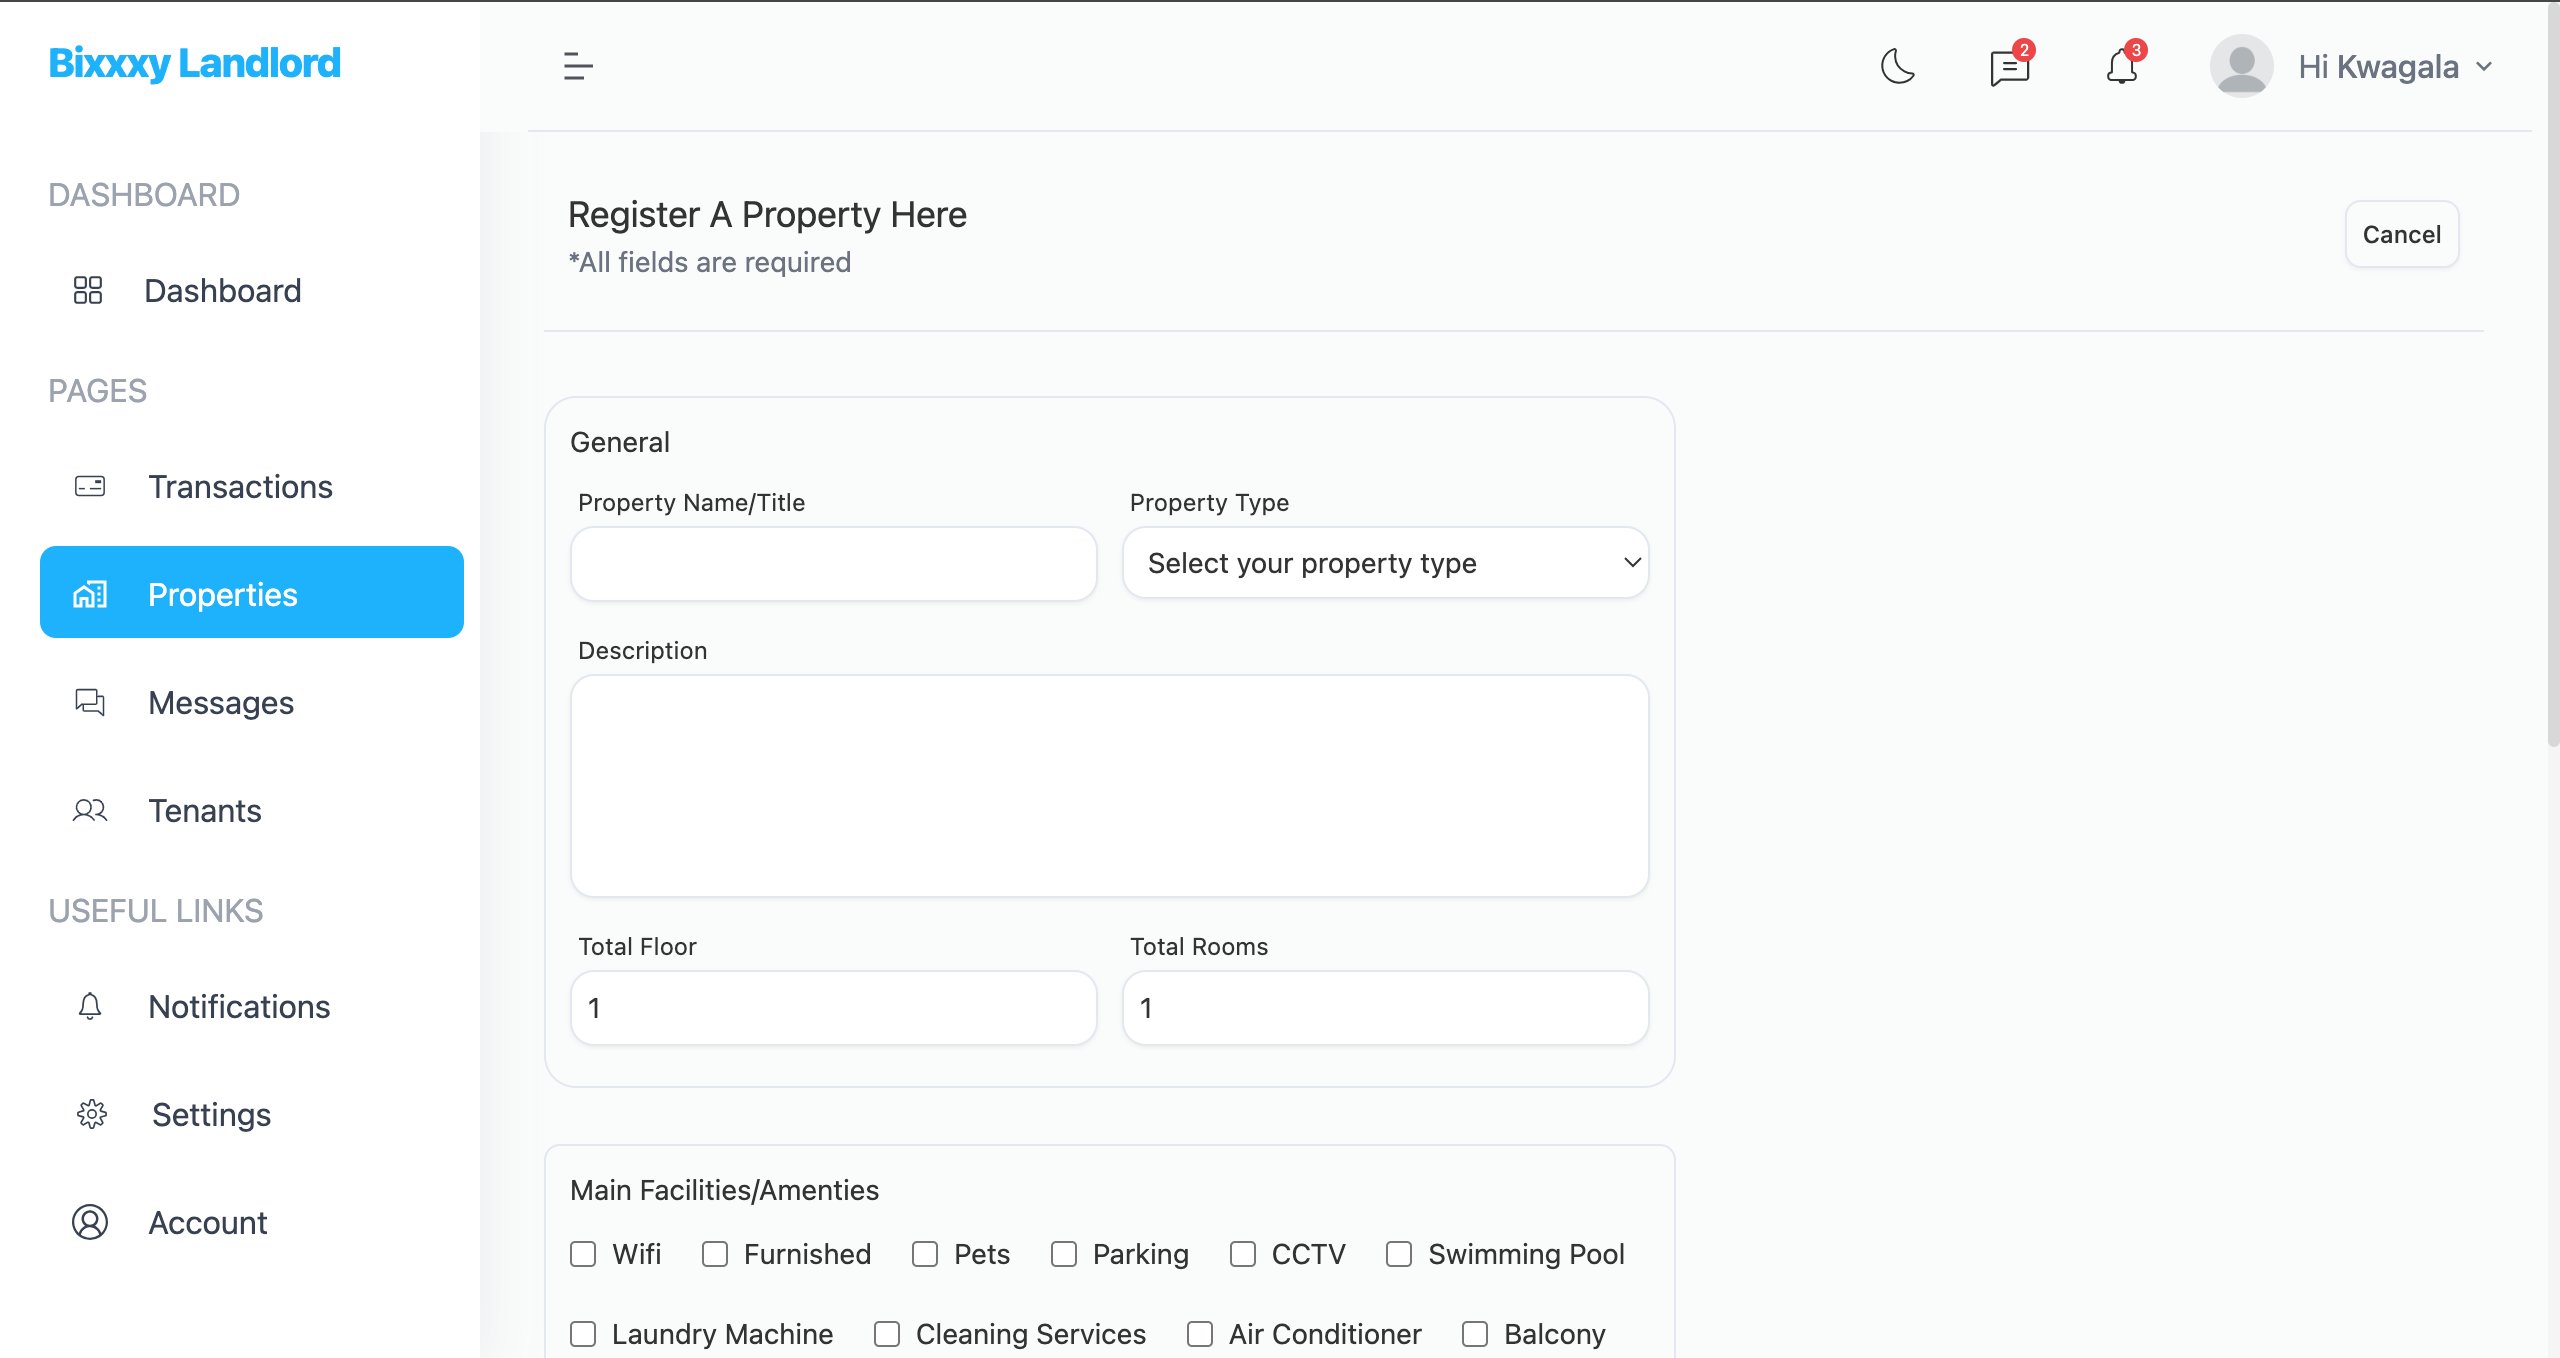 Bixxxy Landlord
2
3
Hi Kwagala
DASHBOARD
Dashboard
PAGES
Transactions
Properties
Messages
Tenants
USEFUL LINKS
Notifications
Settings
Account
Register A Property Here
*All fields are required
Cancel
General
Property Name/Title
Property Type
Select your property type
Description
Total Floor
Total Rooms
1
1
Main Facilities/Amenties
Wifi Furnished Pets Parking CCTV Swimming Pool
Laundry Machine Cleaning Services Air Conditioner Balcony